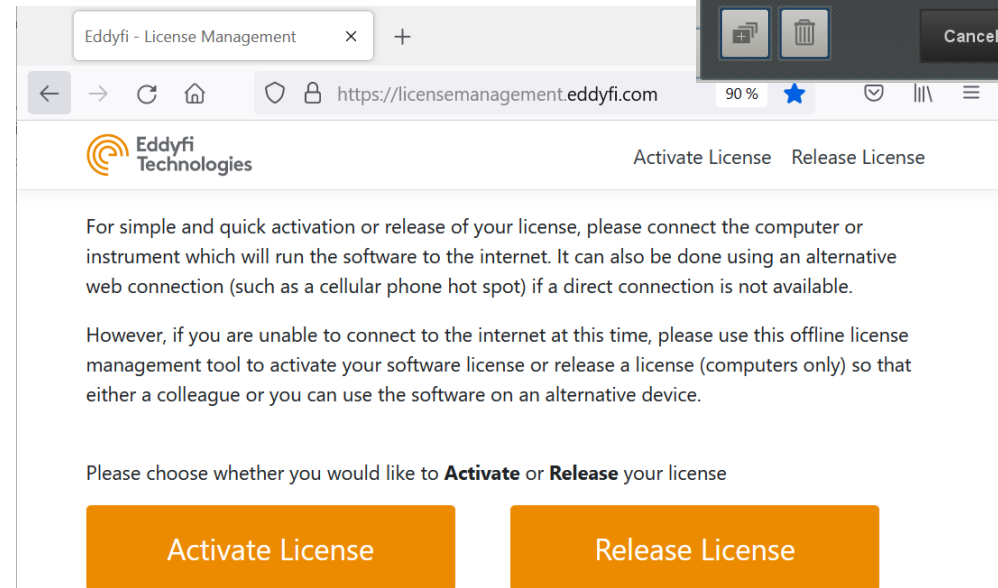 Eddyfi - License Management
Cancel
https://licensemanagement.eddyfi.com
90 %
Eddyfi
Technologies
Activate License Release License
For simple and quick activation or release of your license, please connect the computer or
instrument which will run the software to the internet. It can also be done using an alternative
web connection (such as a cellular phone hot spot) if a direct connection is not available.
However, if you are unable to connect to the internet at this time, please use this offline license
management tool to activate your software license or release a license (computers only) so that
either a colleague or you can use the software on an alternative device.
Please choose whether you would like to Activate or Release your license
Activate License
Release License